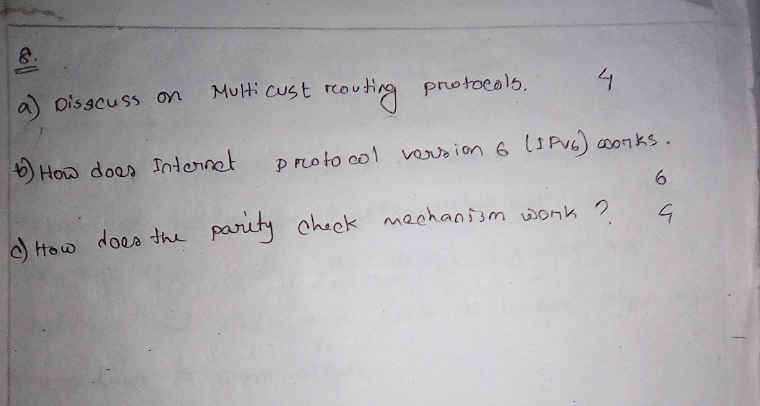 8.
a) Disscuss on Multi cust routing protocols. 4
b) How does Internet protocol version 6 (IPV6) works.
6
c) How does the parity check mechanism work ? 4